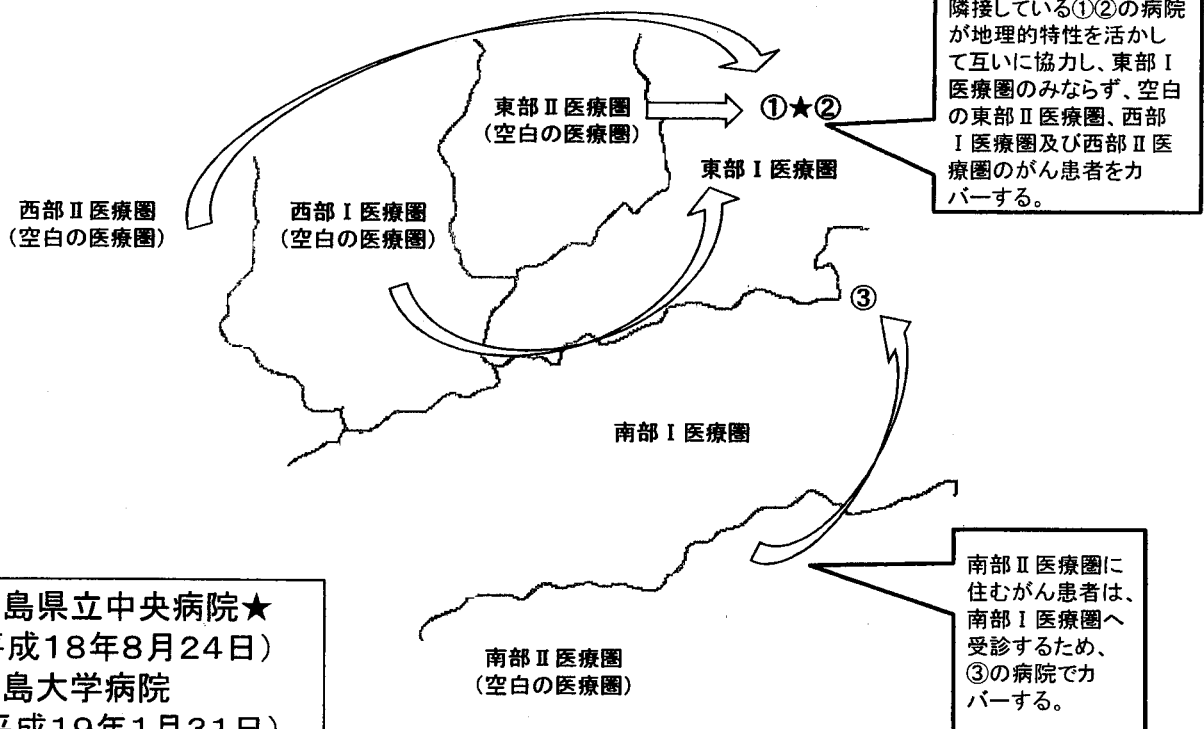 隣接している①②の病院
が地理的特性を活かし
て互いに協力し、東部Ⅰ
医療圏のみならず、空白
の東部Ⅱ医療圏、西部
Ⅰ医療圏及び西部Ⅱ医
療圏のがん患者をカ
バーする。
東部Ⅱ医療圏
(空白の医療圏)
①★②
東部Ⅰ医療圏
西部Ⅱ医療圏
(空白の医療圏)
西部Ⅰ医療圏
(空白の医療圏)
③
南部Ⅰ医療圏
南部Ⅱ医療圏に
住むがん患者は、
南部Ⅰ医療圏へ
受診するため、
③の病院でカ
バーする。
南部Ⅱ医療圏
(空白の医療圏)
島県立中央病院★
成18年8月24日)
島大学病院
成19年1月31日)